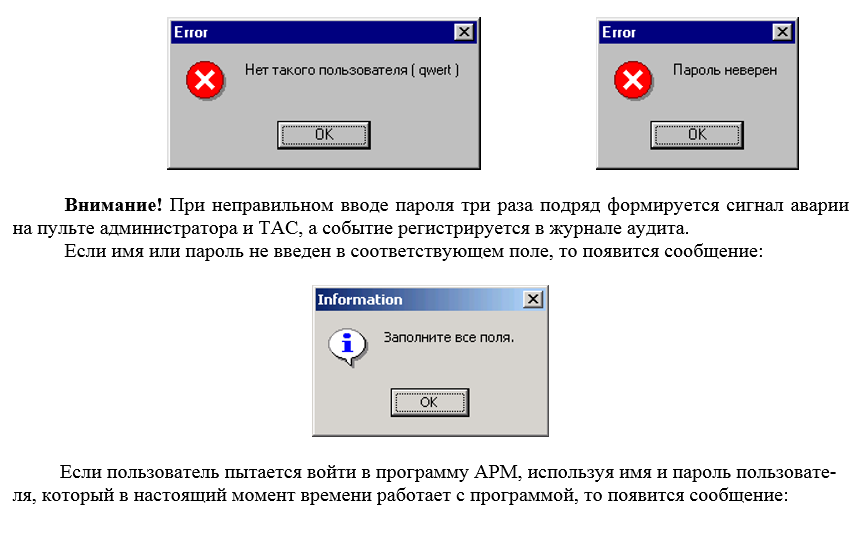 Error
Нет такого пользователя ( qwert )
OK
Error
Пароль неверен
OK
Внимание! При неправильном вводе пароля три раза подряд формируется сигнал аварии
на пульте администратора и ТАС, а событие регистрируется в журнале аудита.
Если имя или пароль не введен в соответствующем поле, то появится сообщение:
Information
Заполните все поля.
OK
Если пользователь пытается войти в программу АРМ, используя имя и пароль пользовате-
ля, который в настоящий момент времени работает с программой, то появится сообщение: